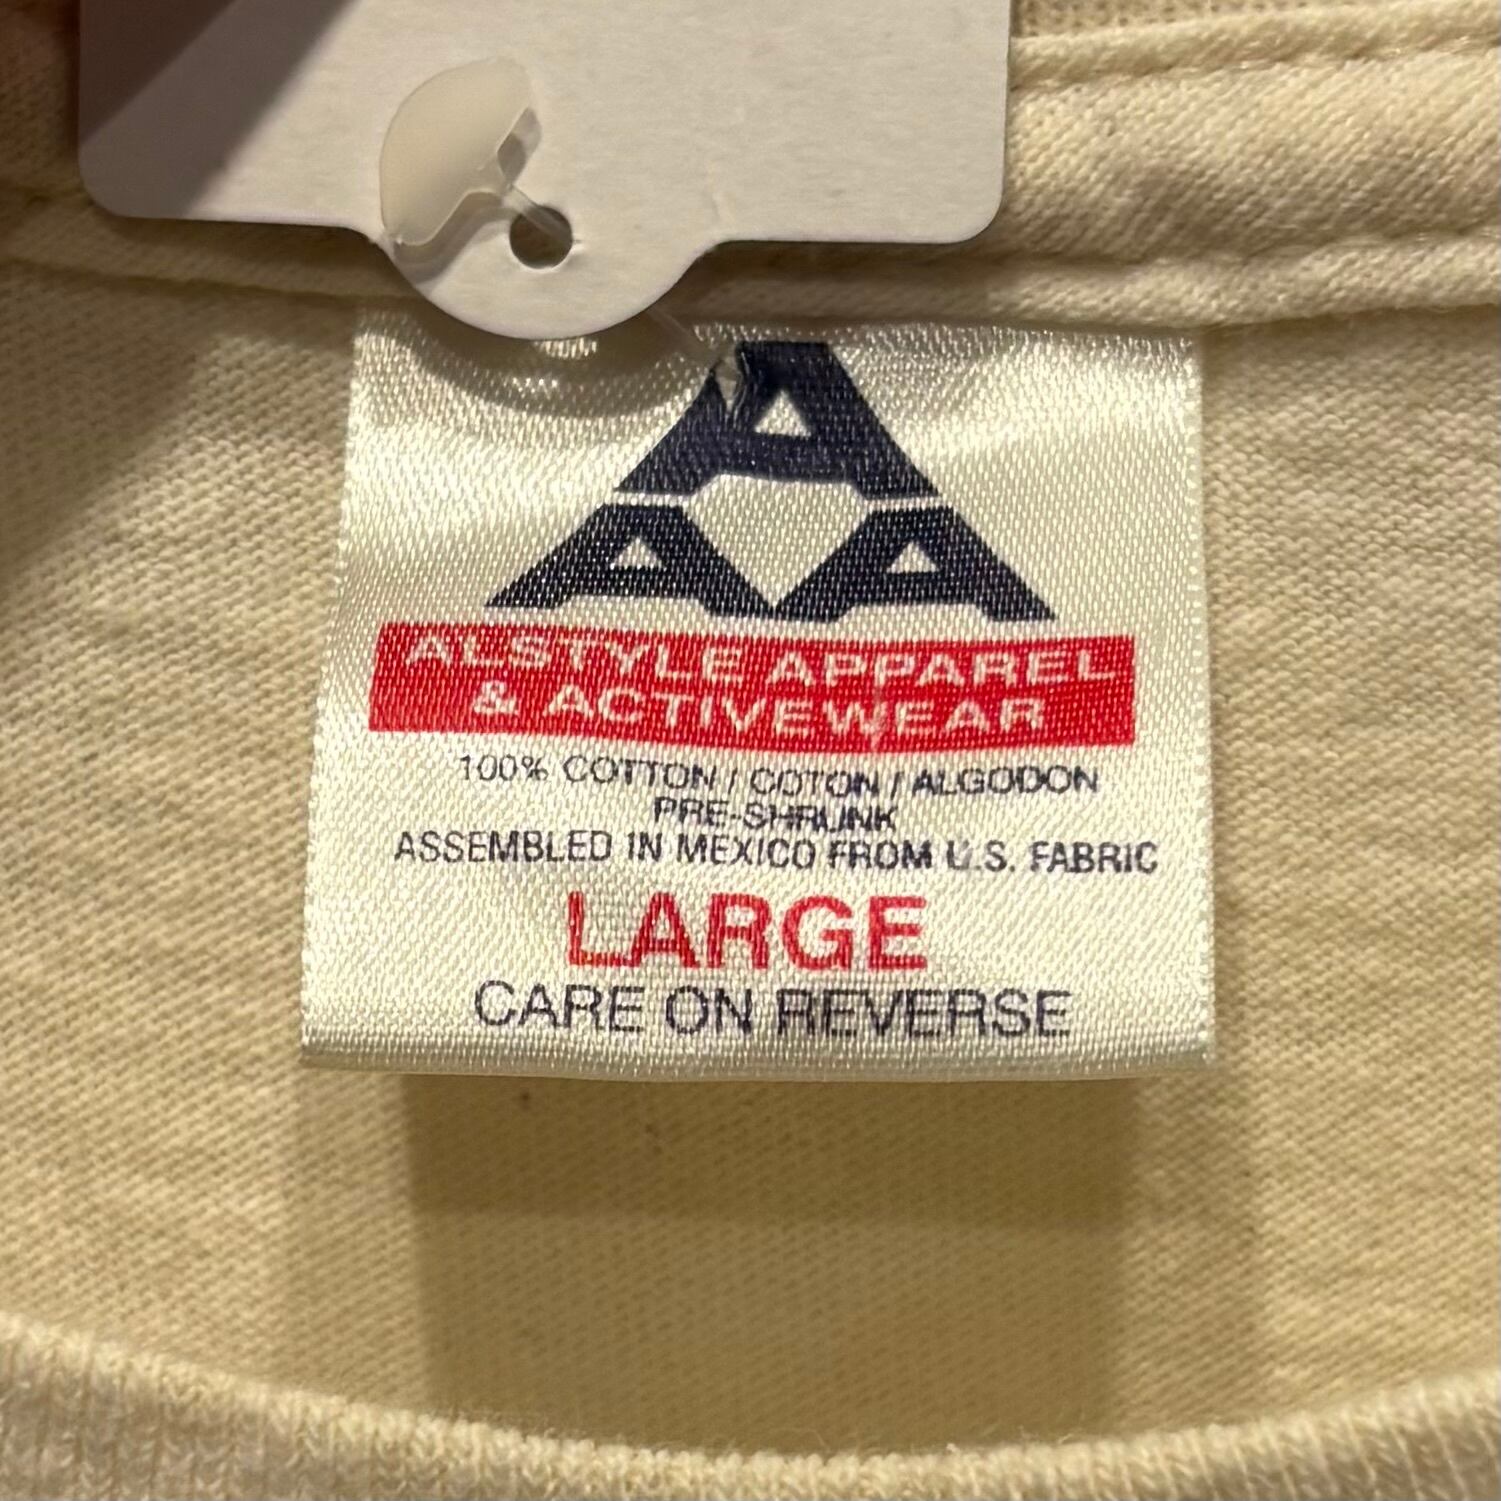 A
A A
ALSTYLE APPAREL
& ACTIVEWEAR
100% COTTON / COTON / ALGODON
PRE-SHRUNK
ASSEMBLED IN MEXICO FROM U.S. FABRIC
LARGE
CARE ON REVERSE